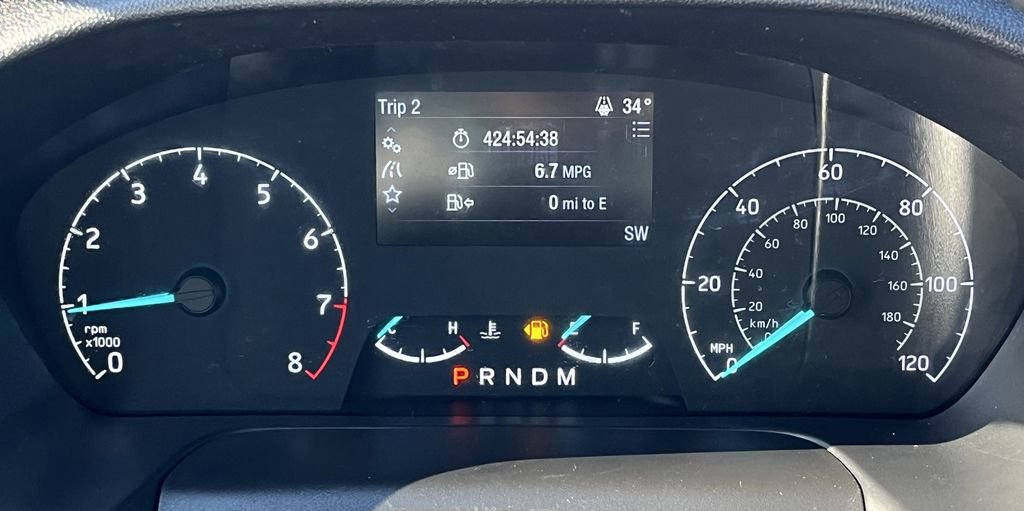 Trip 2 34°
424:54:38
6.7 MPG
0 mi to E
SW
0 1 2 3 4 5 6 7 8
rpm
x1000
C H
E F
P R N D M
0 20 40 60 80 100 120
MPH
0 20 40 60 80 100 120 140 160 180
km/h